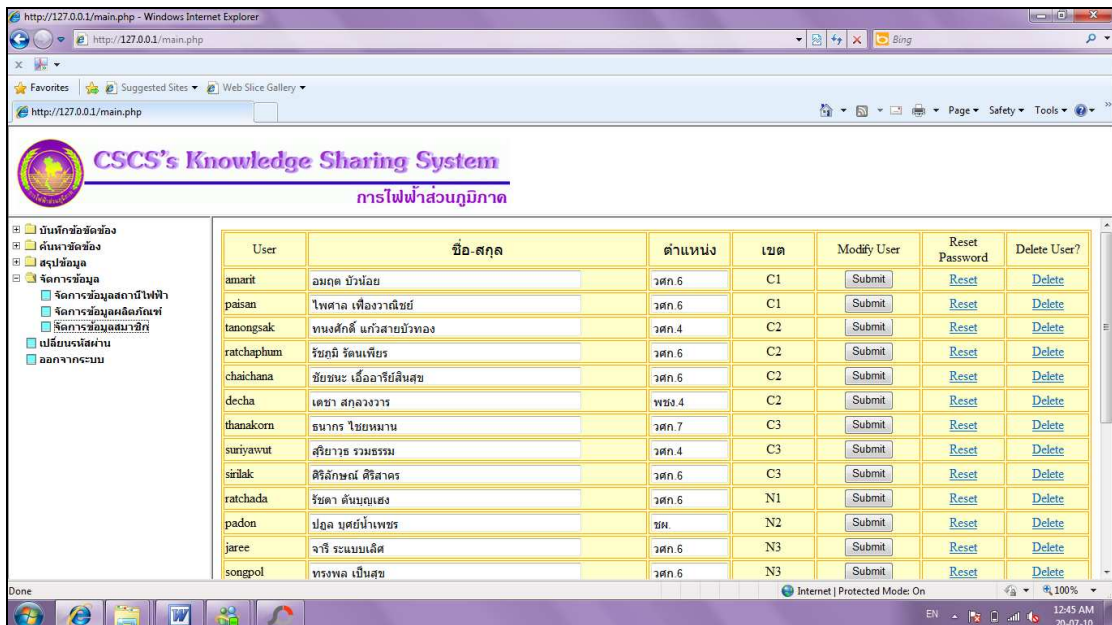 http://127.0.0.1/main.php - Windows Internet Explorer
http://127.0.0.1/main.php
Bing
Favorites Suggested Sites Web Slice Gallery
http://127.0.0.1/main.php Page Safety Tools
CSCS's Knowledge Sharing System
การไฟฟ้าส่วนภูมิภาค
บันทึกข้อขัดข้อง
ค้นหาขัดข้อง
สรุปข้อมูล
จัดการข้อมูล
จัดการข้อมูลสถานีไฟฟ้า
จัดการข้อมูลผลิตภัณฑ์
จัดการข้อมูลสมาชิก
เปลี่ยนรหัสผ่าน
ออกจากระบบ
User ชื่อ-สกุล ตำแหน่ง เขต Modify User Reset Password Delete User?
amarit อมฤต บัวน้อย วศก.6 C1 Submit Reset Delete
paisan ไพศาล เฟื่องวาณิชย์ วศก.6 C1 Submit Reset Delete
tanongsak ทนงศักดิ์ แก้วสายบัวทอง วศก.4 C2 Submit Reset Delete
ratchaphum รัชภูมิ รัตนเพียร วศก.6 C2 Submit Reset Delete
chaichana ชัยชนะ เอื้ออารีย์สินสุข วศก.6 C2 Submit Reset Delete
decha เดชา สกุลวงวาร พชง.4 C2 Submit Reset Delete
thanakorn ธนากร ไชยหมาน วศก.7 C3 Submit Reset Delete
suriyawut สุริยาวุธ รวมธรรม วศก.4 C3 Submit Reset Delete
sirilak ศิริลักษณ์ ศิริสาคร วศก.6 C3 Submit Reset Delete
ratchada รัชดา ตันบุญเฮง วศก.6 N1 Submit Reset Delete
padon ปฎล บุศย์น้ำเพชร ชผ. N2 Submit Reset Delete
jaree จารี ระแบบเลิศ วศก.6 N3 Submit Reset Delete
songpol ทรงพล เป็นสุข วศก.6 N3 Submit Reset Delete
Done Internet | Protected Mode: On 100%
EN 12:45 AM
20-07-10